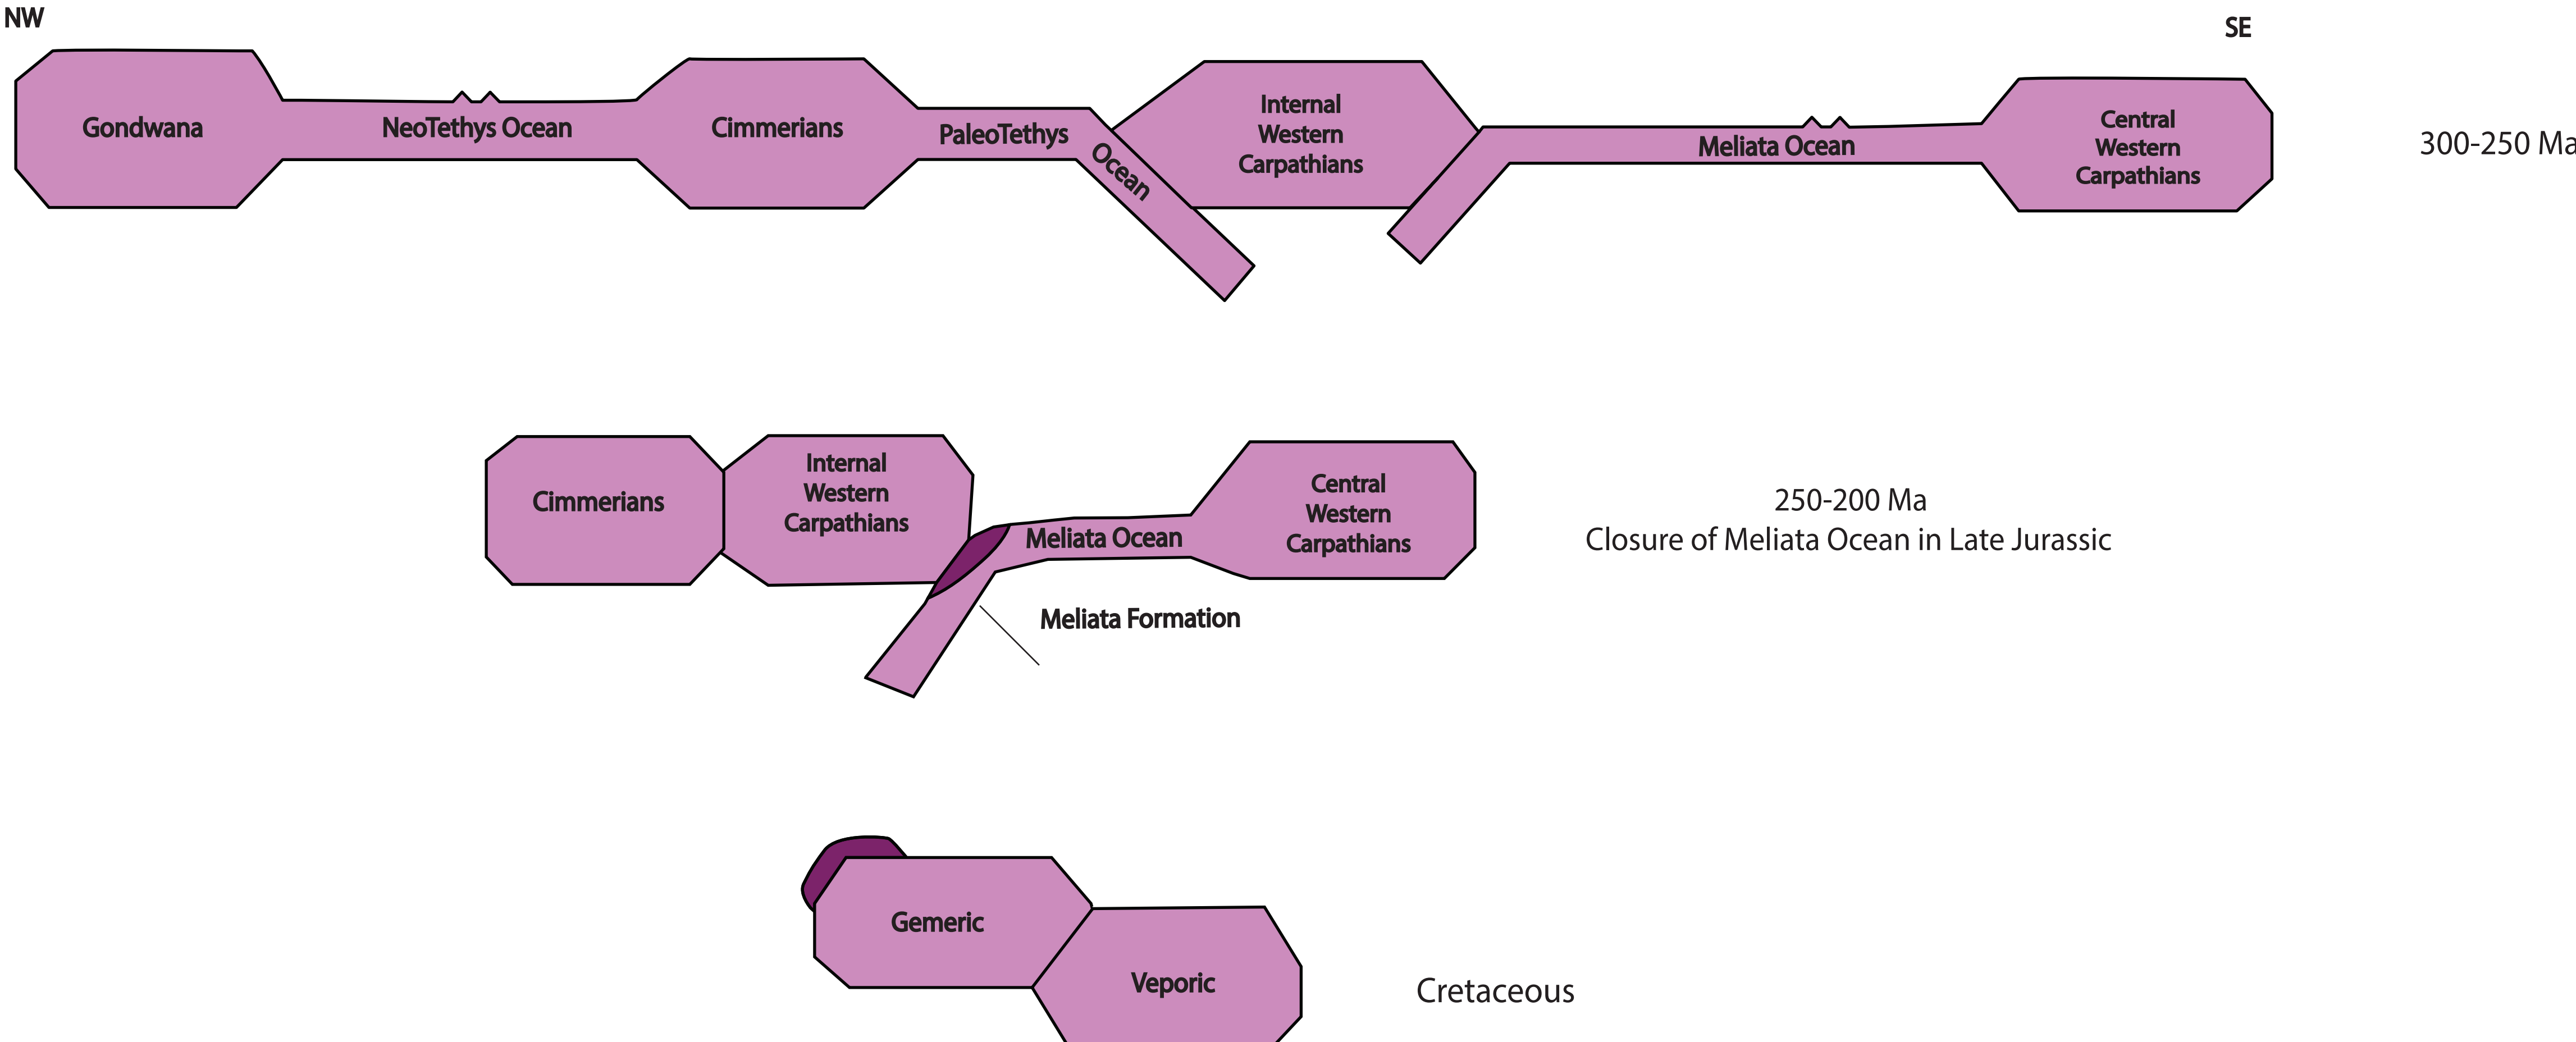 NW
SE
Gondwana
NeoTethys Ocean
Cimmerians
PaleoTethys
Ocean
Internal
Western
Carpathians
Meliata Ocean
Central
Western
Carpathians
300-250 Ma
Cimmerians
Internal
Western
Carpathians
Meliata Ocean
Central
Western
Carpathians
Meliata Formation
250-200 Ma
Closure of Meliata Ocean in Late Jurassic
Gemeric
Veporic
Cretaceous